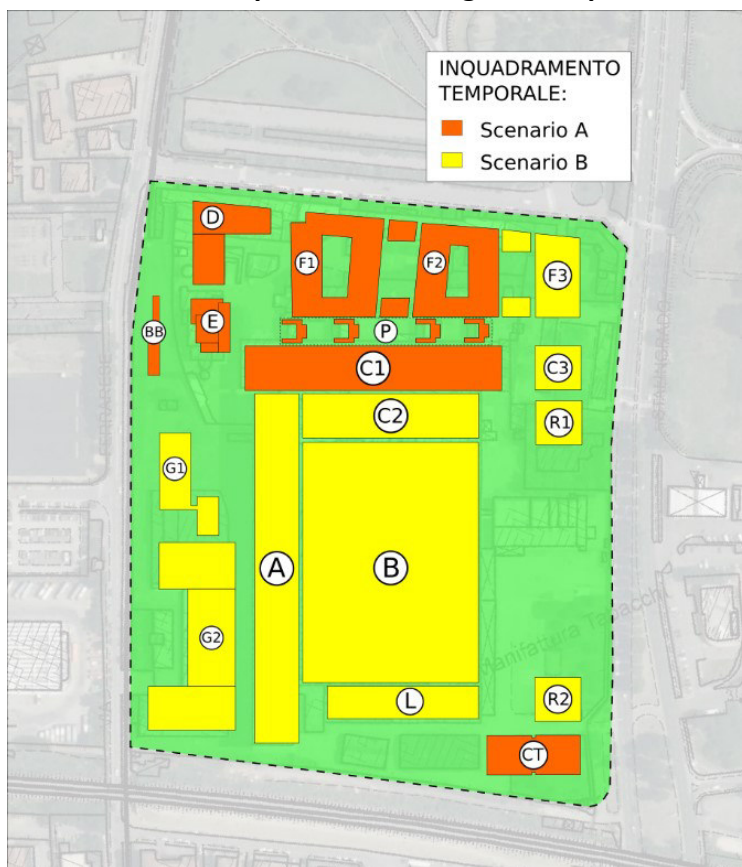 INQUADRAMENTO
TEMPORALE:
Scenario A
Scenario B
D
F1
F2
F3
BB
E
P
C1
C3
C2
R1
G1
A
B
G2
Manifattura Tabacchi
L
R2
CT